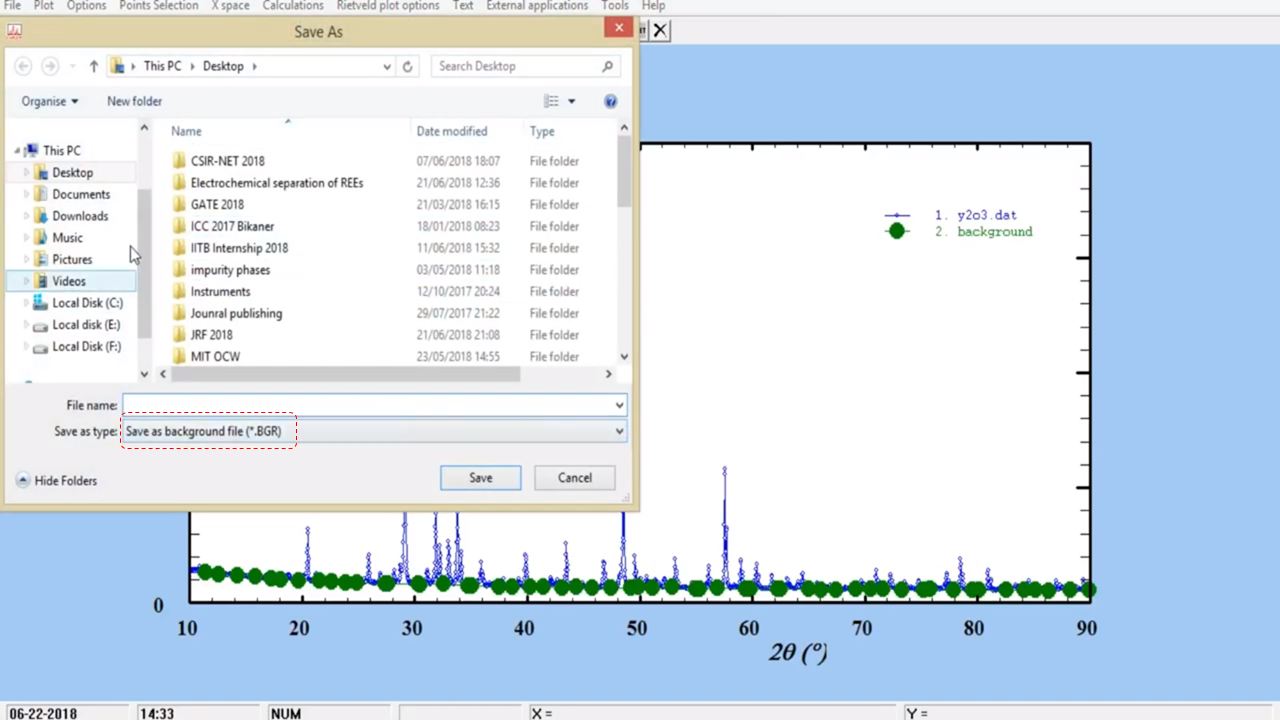 File Plot Options Points Selection X space Calculations Rietveld plot options Text External applications Tools Help
Save As
This PC Desktop Search Desktop
Organise New folder
Name Date modified Type
This PC
Desktop
Documents
Downloads
Music
Pictures
Videos
Local Disk (C:)
Local disk (E:)
Local Disk (F:)
CSIR-NET 2018 07/06/2018 18:07 File folder
Electrochemical separation of REEs 21/06/2018 12:36 File folder
GATE 2018 21/03/2018 16:15 File folder
ICC 2017 Bikaner 18/01/2018 08:23 File folder
IITB Internship 2018 11/06/2018 15:32 File folder
impurity phases 03/05/2018 11:18 File folder
Instruments 12/10/2017 20:24 File folder
Jounral publishing 29/07/2017 21:22 File folder
JRF 2018 21/06/2018 21:08 File folder
MIT OCW 23/05/2018 14:55 File folder
File name:
Save as type: Save as background file (*.BGR)
Hide Folders Save Cancel
1. y2o3.dat
2. background
0
10 20 30 40 50 60 70 80 90
2θ (°)
06-22-2018 14:33 NUM X = Y =